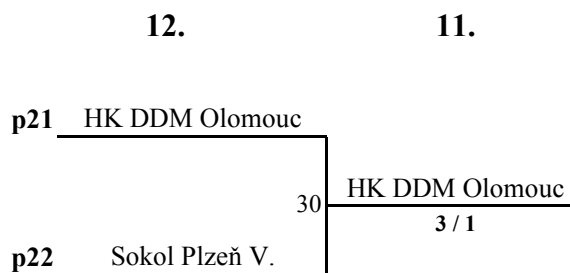 12. 11.
p21 HK DDM Olomouc
30 HK DDM Olomouc
3 / 1
p22 Sokol Plzeň V.